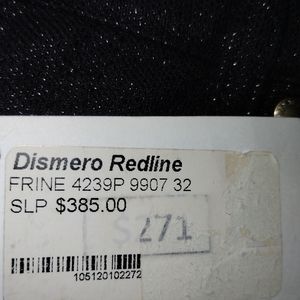 Dismero Redline
FRINE 4239P 9907 32
SLP $385.00
$271
105120102272